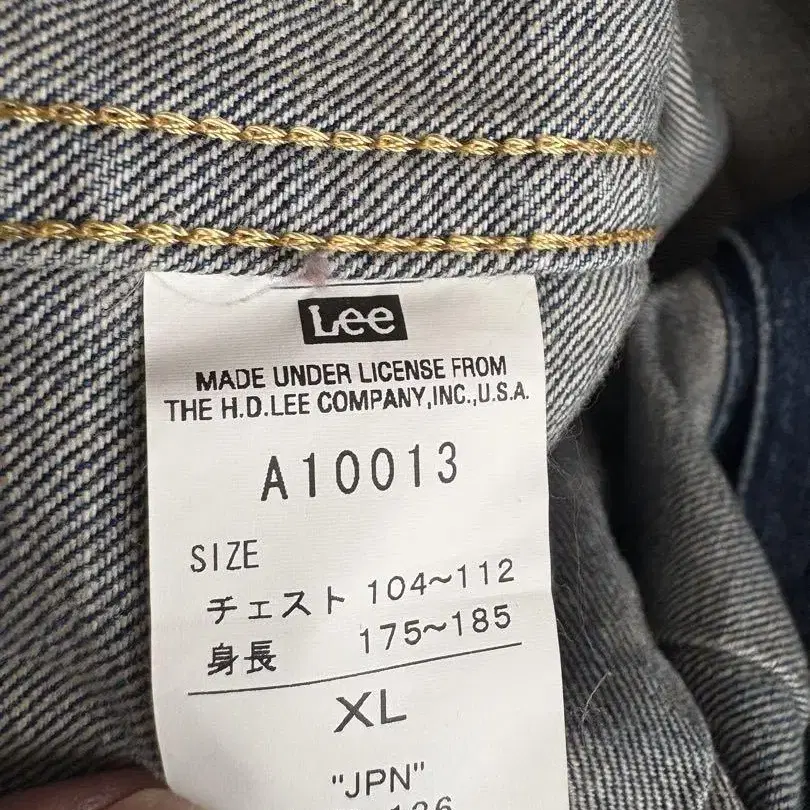 Lee
MADE UNDER LICENSE FROM
THE H.D.LEE COMPANY,INC.,U.S.A.
A10013
SIZE
チェスト 104~112
身長 175~185
XL
"JPN"